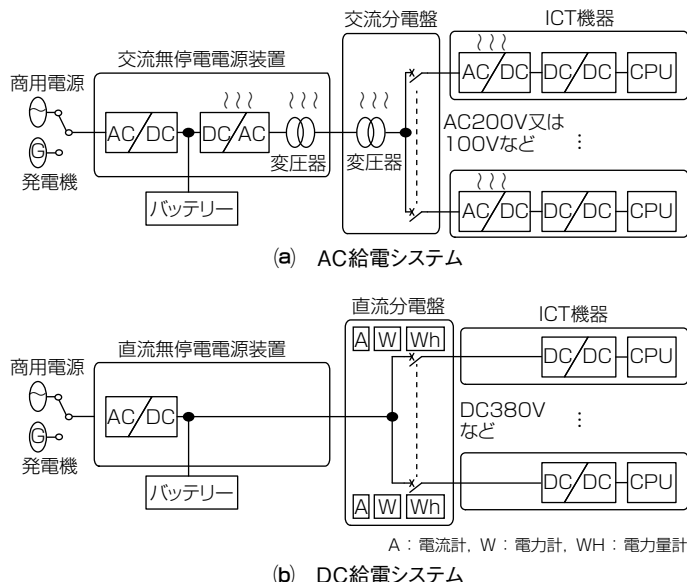 交流分電盤
ICT機器
交流無停電電源装置
商用電源
AC/DC
DC/DC
CPU
AC/DC
DC/AC
AC200V又は
100Vなど
⋮
G
変圧器
変圧器
発電機
バッテリー
AC/DC
DC/DC
CPU
(a) AC給電システム
直流分電盤
ICT機器
直流無停電電源装置
A W Wh
商用電源
DC/DC
CPU
AC/DC
DC380V
など
⋮
G
発電機
バッテリー
DC/DC
CPU
A W Wh
A：電流計，W：電力計，WH：電力量計
(b) DC給電システム